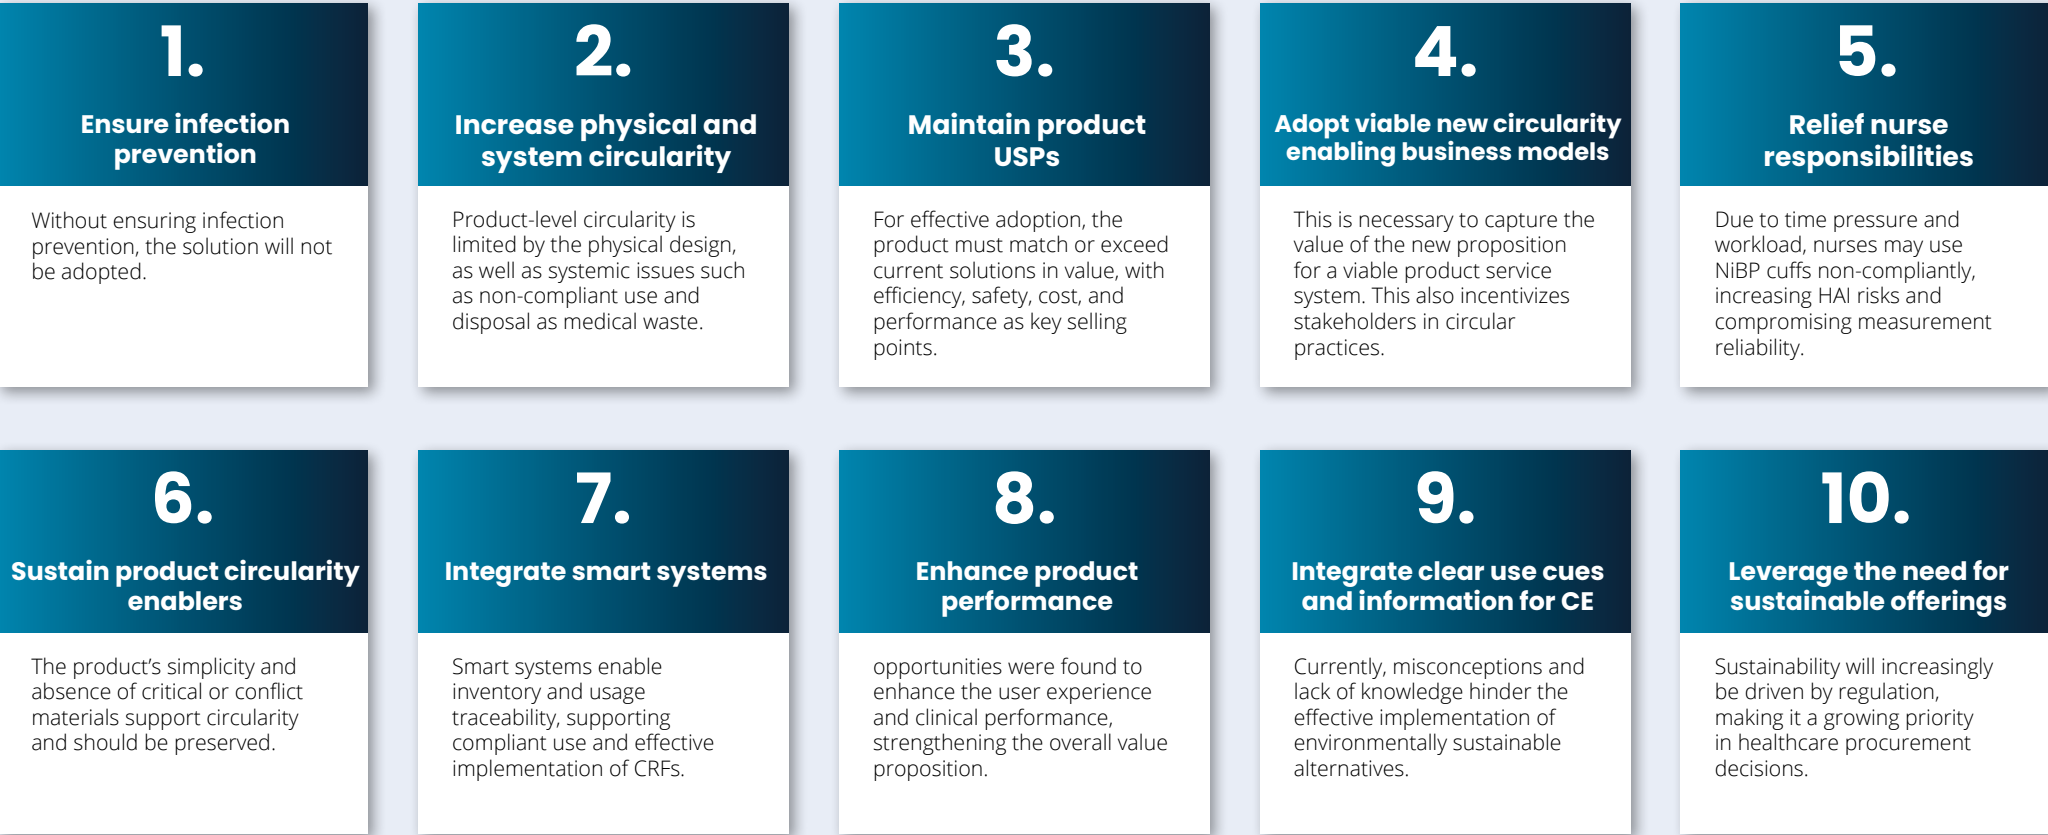 1.
Ensure infection
prevention
Without ensuring infection
prevention, the solution will not
be adopted.
2.
Increase physical and
system circularity
Product-level circularity is
limited by the physical design,
as well as systemic issues such
as non-compliant use and
disposal as medical waste.
3.
Maintain product
USPs
For effective adoption, the
product must match or exceed
current solutions in value, with
efficiency, safety, cost, and
performance as key selling
points.
4.
Adopt viable new circularity
enabling business models
This is necessary to capture the
value of the new proposition
for a viable product service
system. This also incentivizes
stakeholders in circular
practices.
5.
Relief nurse
responsibilities
Due to time pressure and
workload, nurses may use
NiBP cuffs non-compliantly,
increasing HAI risks and
compromising measurement
reliability.
6.
Sustain product circularity
enablers
The product’s simplicity and
absence of critical or conflict
materials support circularity
and should be preserved.
7.
Integrate smart systems
Smart systems enable
inventory and usage
traceability, supporting
compliant use and effective
implementation of CRFs.
8.
Enhance product
performance
opportunities were found to
enhance the user experience
and clinical performance,
strengthening the overall value
proposition.
9.
Integrate clear use cues
and information for CE
Currently, misconceptions and
lack of knowledge hinder the
effective implementation of
environmentally sustainable
alternatives.
10.
Leverage the need for
sustainable offerings
Sustainability will increasingly
be driven by regulation,
making it a growing priority
in healthcare procurement
decisions.